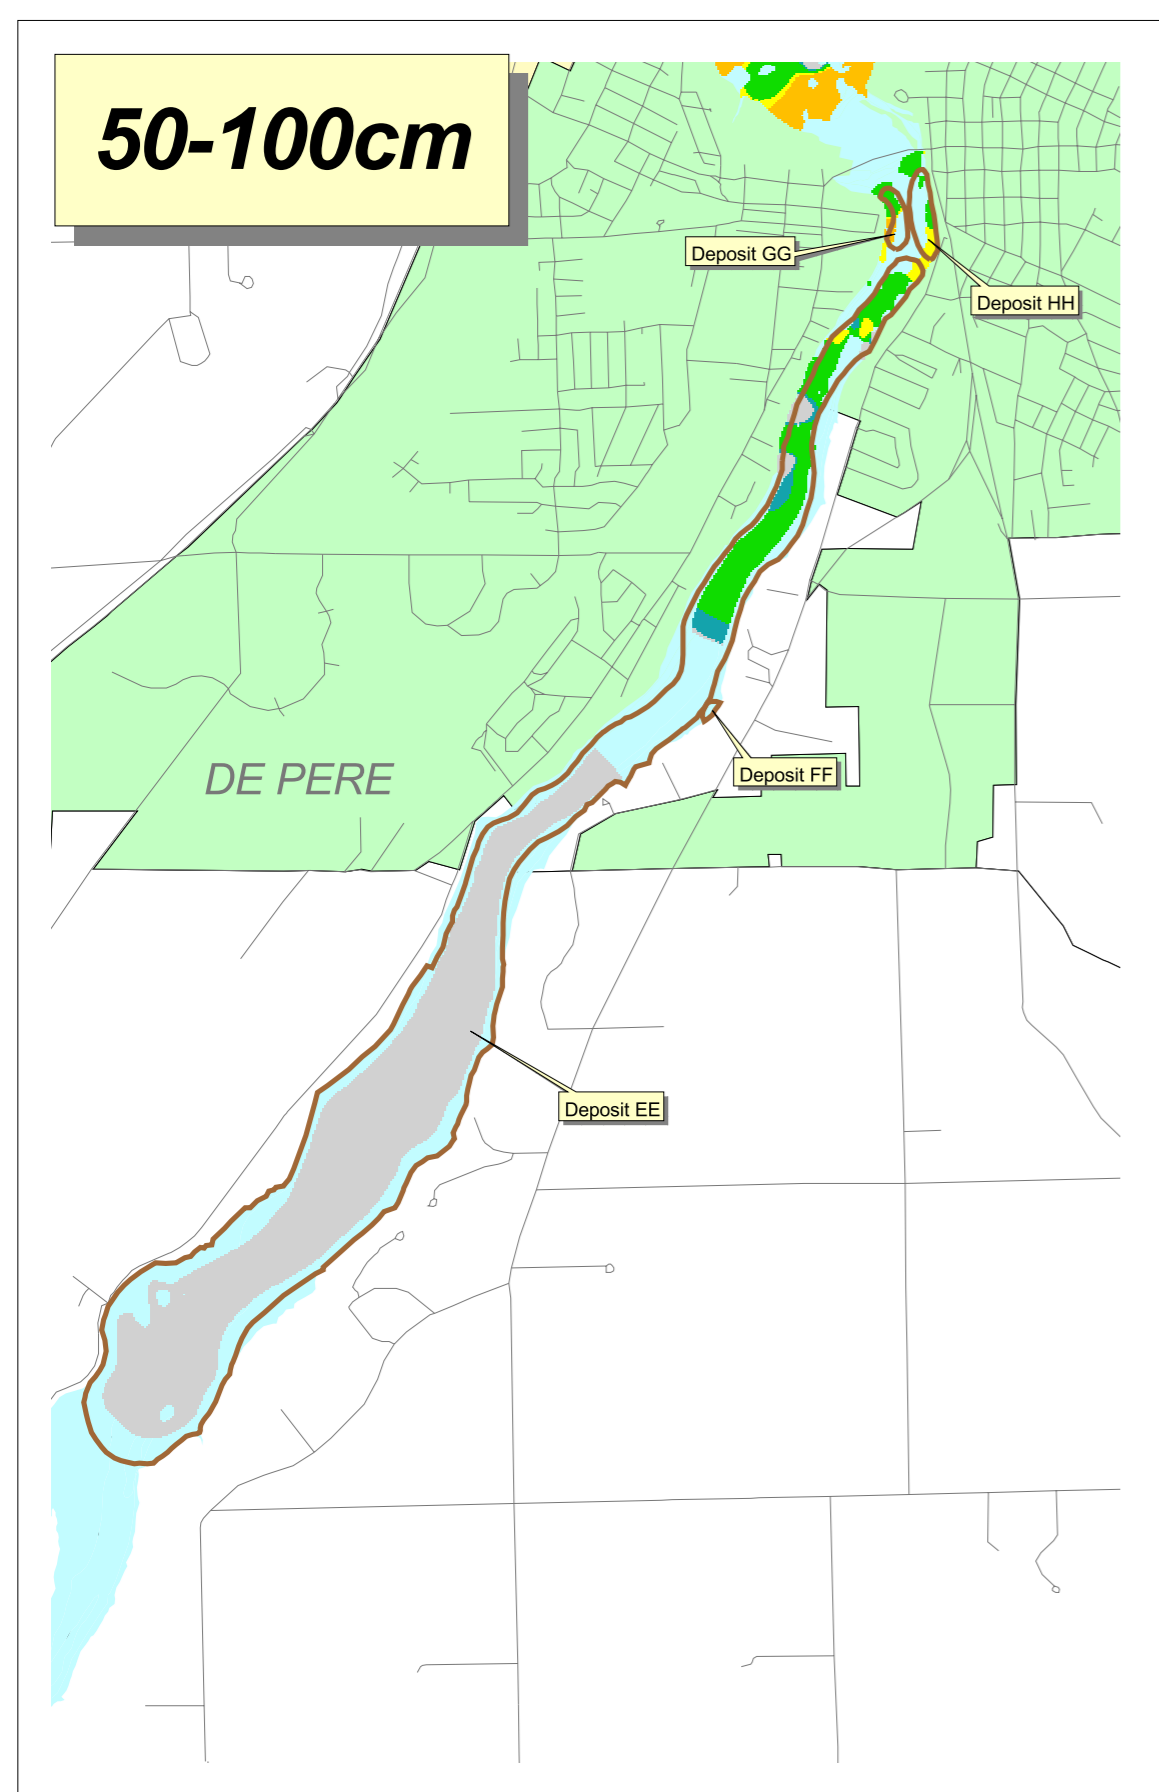 50-100cm
Deposit GG
Deposit HH
DE PERE
Deposit FF
Deposit EE